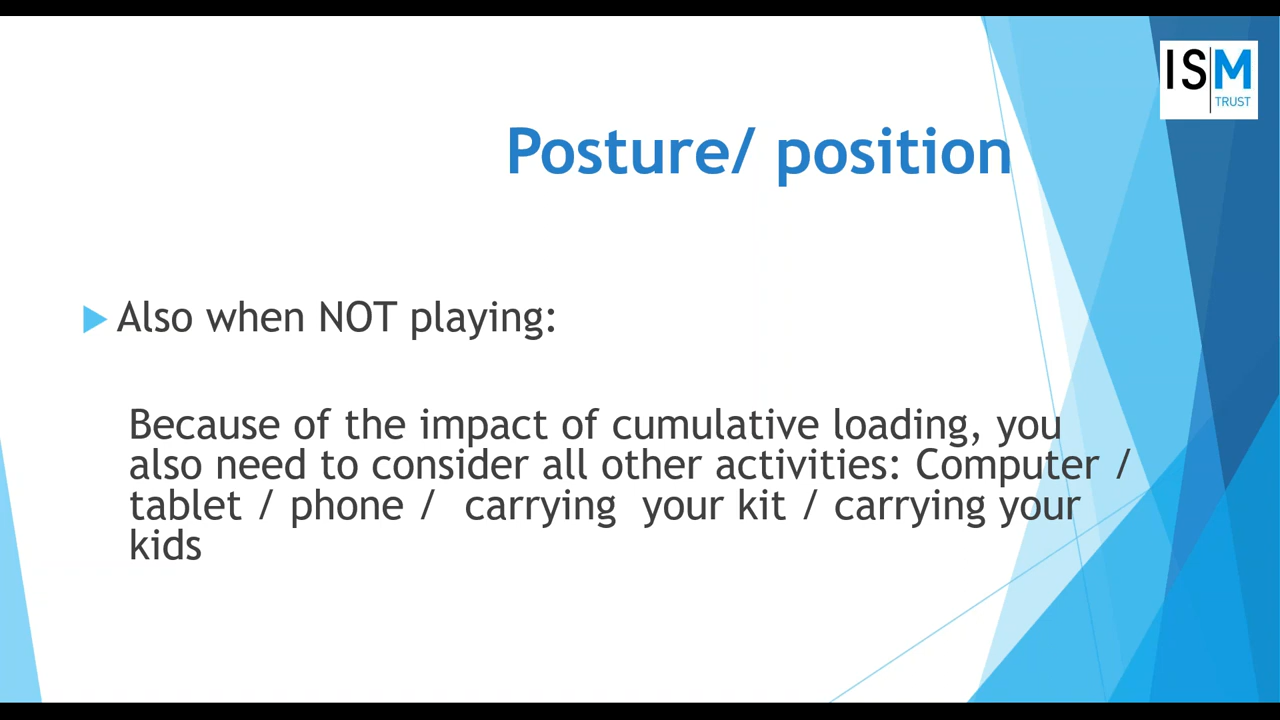 ISM
TRUST
Posture/ position
Also when NOT playing:
Because of the impact of cumulative loading, you
also need to consider all other activities: Computer /
tablet / phone /  carrying  your kit / carrying your
kids